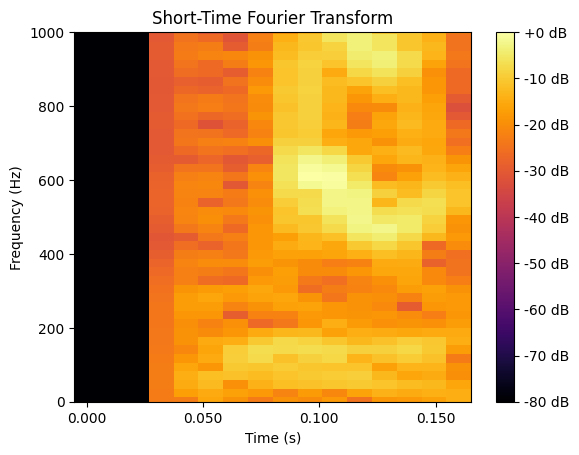 Short-Time Fourier Transform
1000
800
600
400
200
0
Frequency (Hz)
0.000
0.050
0.100
0.150
Time (s)
+0 dB
-10 dB
-20 dB
-30 dB
-40 dB
-50 dB
-60 dB
-70 dB
-80 dB